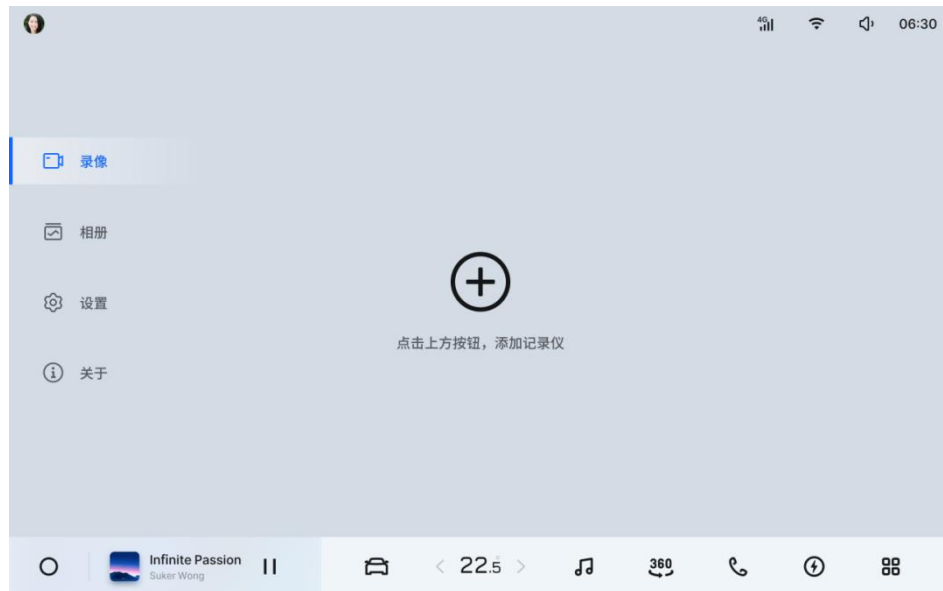 4G
06:30
录像
相册
设置
关于
点击上方按钮，添加记录仪
Infinite Passion
Suker Wong
22.5
360